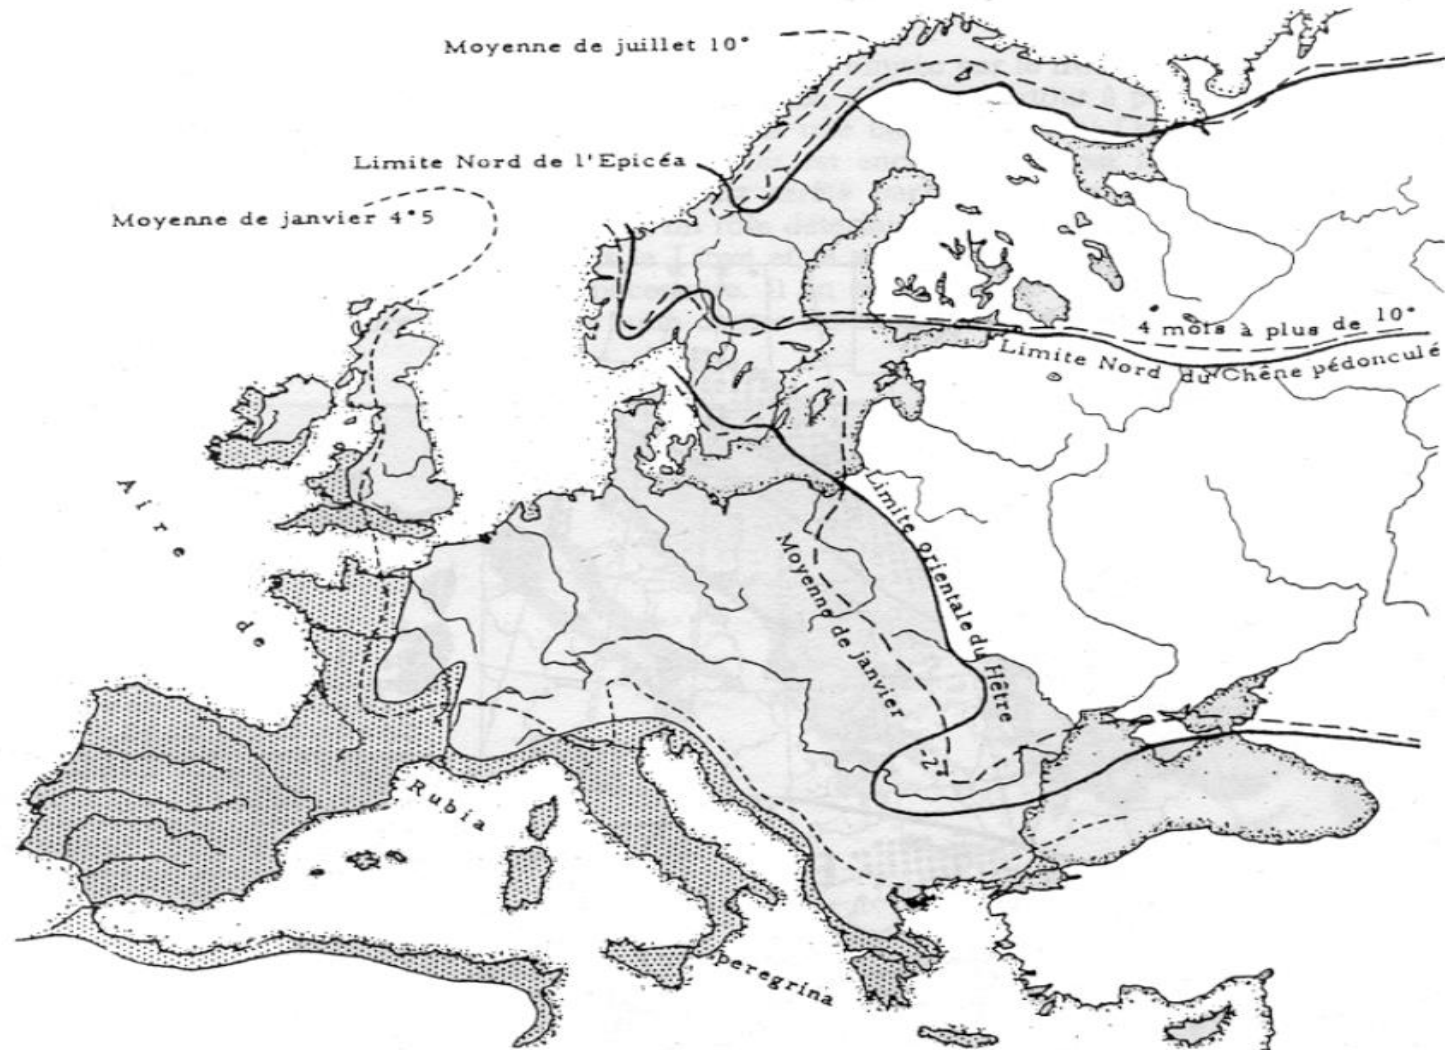 Moyenne de juillet 10°
Limite Nord de l'Epicéa
Moyenne de janvier 4°5
4 mois à plus de 10°
Limite Nord du Chêne pédonculé
Aire de
Limite orientale du Hêtre
Moyenne de janvier
-2°
Rubia
peregrina